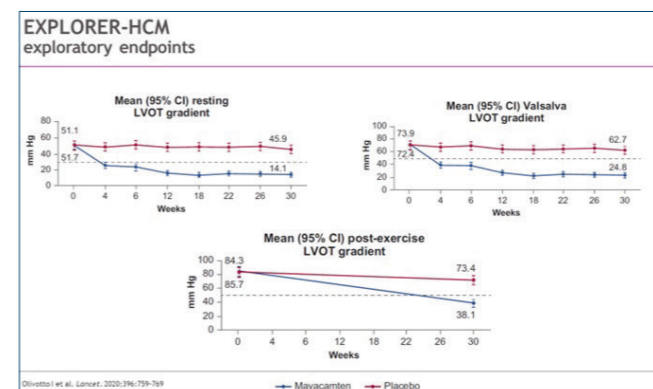 EXPLORER-HCM
exploratory endpoints
Mean (95% CI) resting
LVOT gradient
mm Hg
80
60
40
20
0
51.1
51.7
45.9
14.1
0 4 6 12 18 22 26 30
Weeks
Mean (95% CI) Valsalva
LVOT gradient
mm Hg
100
80
60
40
20
0
73.9
72.4
62.7
24.8
0 4 6 12 18 22 26 30
Weeks
Mean (95% CI) post-exercise
LVOT gradient
mm Hg
100
80
60
40
20
0
84.3
85.7
73.4
38.1
0 4 6 12 18 22 26 30
Weeks
Olivotto I et al. Lancet. 2020;396:759-769
Mavacamten Placebo